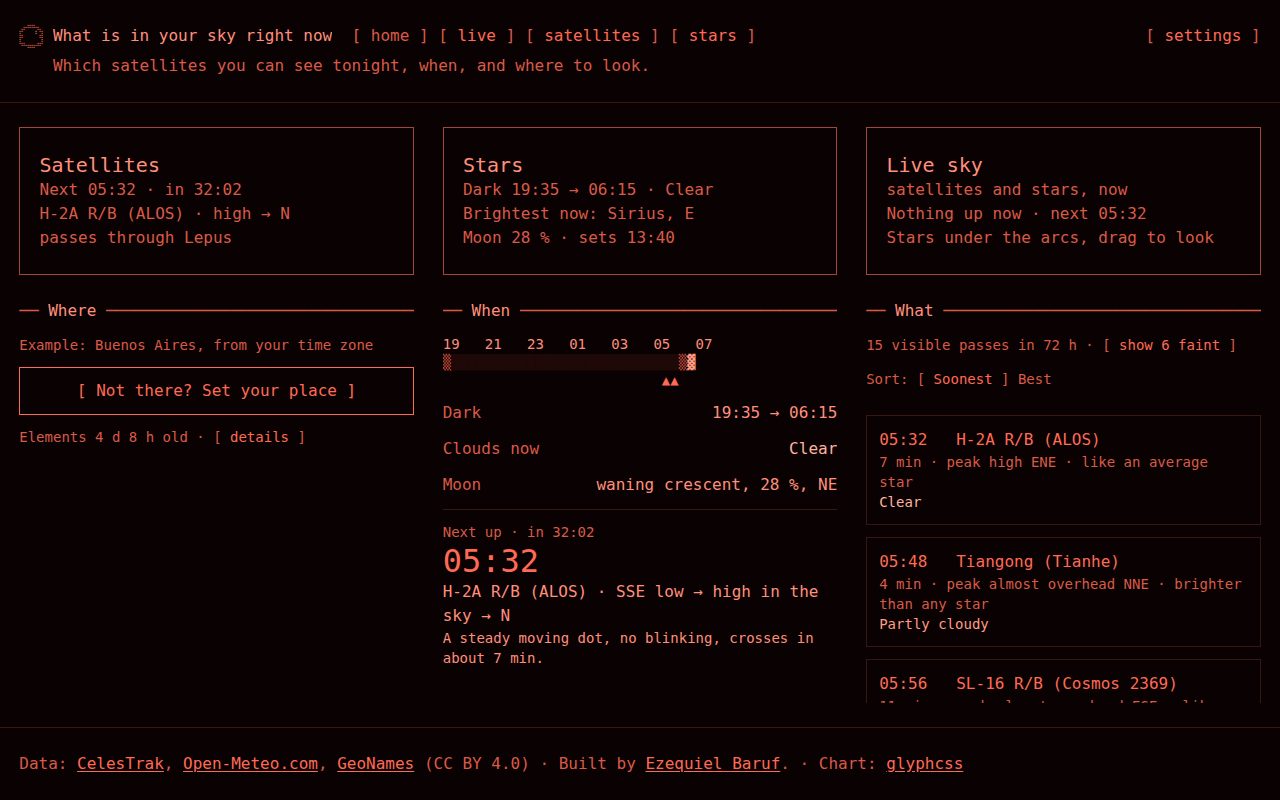 What is in your sky right now [ home ] [ live ] [ satellites ] [ stars ] [ settings ]
Which satellites you can see tonight, when, and where to look.
Satellites
Next 05:32 · in 32:02
H-2A R/B (ALOS) · high → N
passes through Lepus
Stars
Dark 19:35 → 06:15 · Clear
Brightest now: Sirius, E
Moon 28 % · sets 13:40
Live sky
satellites and stars, now
Nothing up now · next 05:32
Stars under the arcs, drag to look
Where
Example: Buenos Aires, from your time zone
[ Not there? Set your place ]
Elements 4 d 8 h old · [ details ]
When
19 21 23 01 03 05 07
▲▲
Dark 19:35 → 06:15
Clouds now Clear
Moon waning crescent, 28 %, NE
Next up · in 32:02
05:32
H-2A R/B (ALOS) · SSE low → high in the
sky → N
A steady moving dot, no blinking, crosses in
about 7 min.
What
15 visible passes in 72 h · [ show 6 faint ]
Sort: [ Soonest ] Best
05:32 H-2A R/B (ALOS)
7 min · peak high ENE · like an average
star
Clear
05:48 Tiangong (Tianhe)
4 min · peak almost overhead NNE · brighter
than any star
Partly cloudy
05:56 SL-16 R/B (Cosmos 2369)
Data: CelesTrak, Open-Meteo.com, GeoNames (CC BY 4.0) · Built by Ezequiel Baruf. · Chart: glyphcss